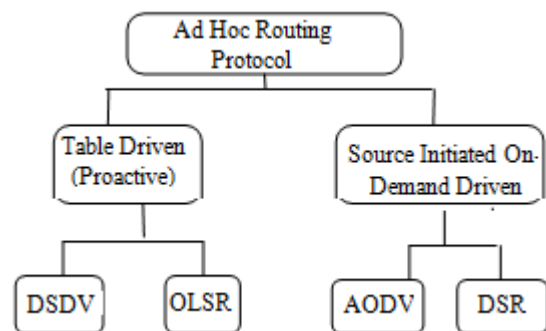 Ad Hoc Routing
Protocol
Table Driven
(Proactive)
Source Initiated On-
Demand Driven
DSDV
OLSR
AODV
DSR